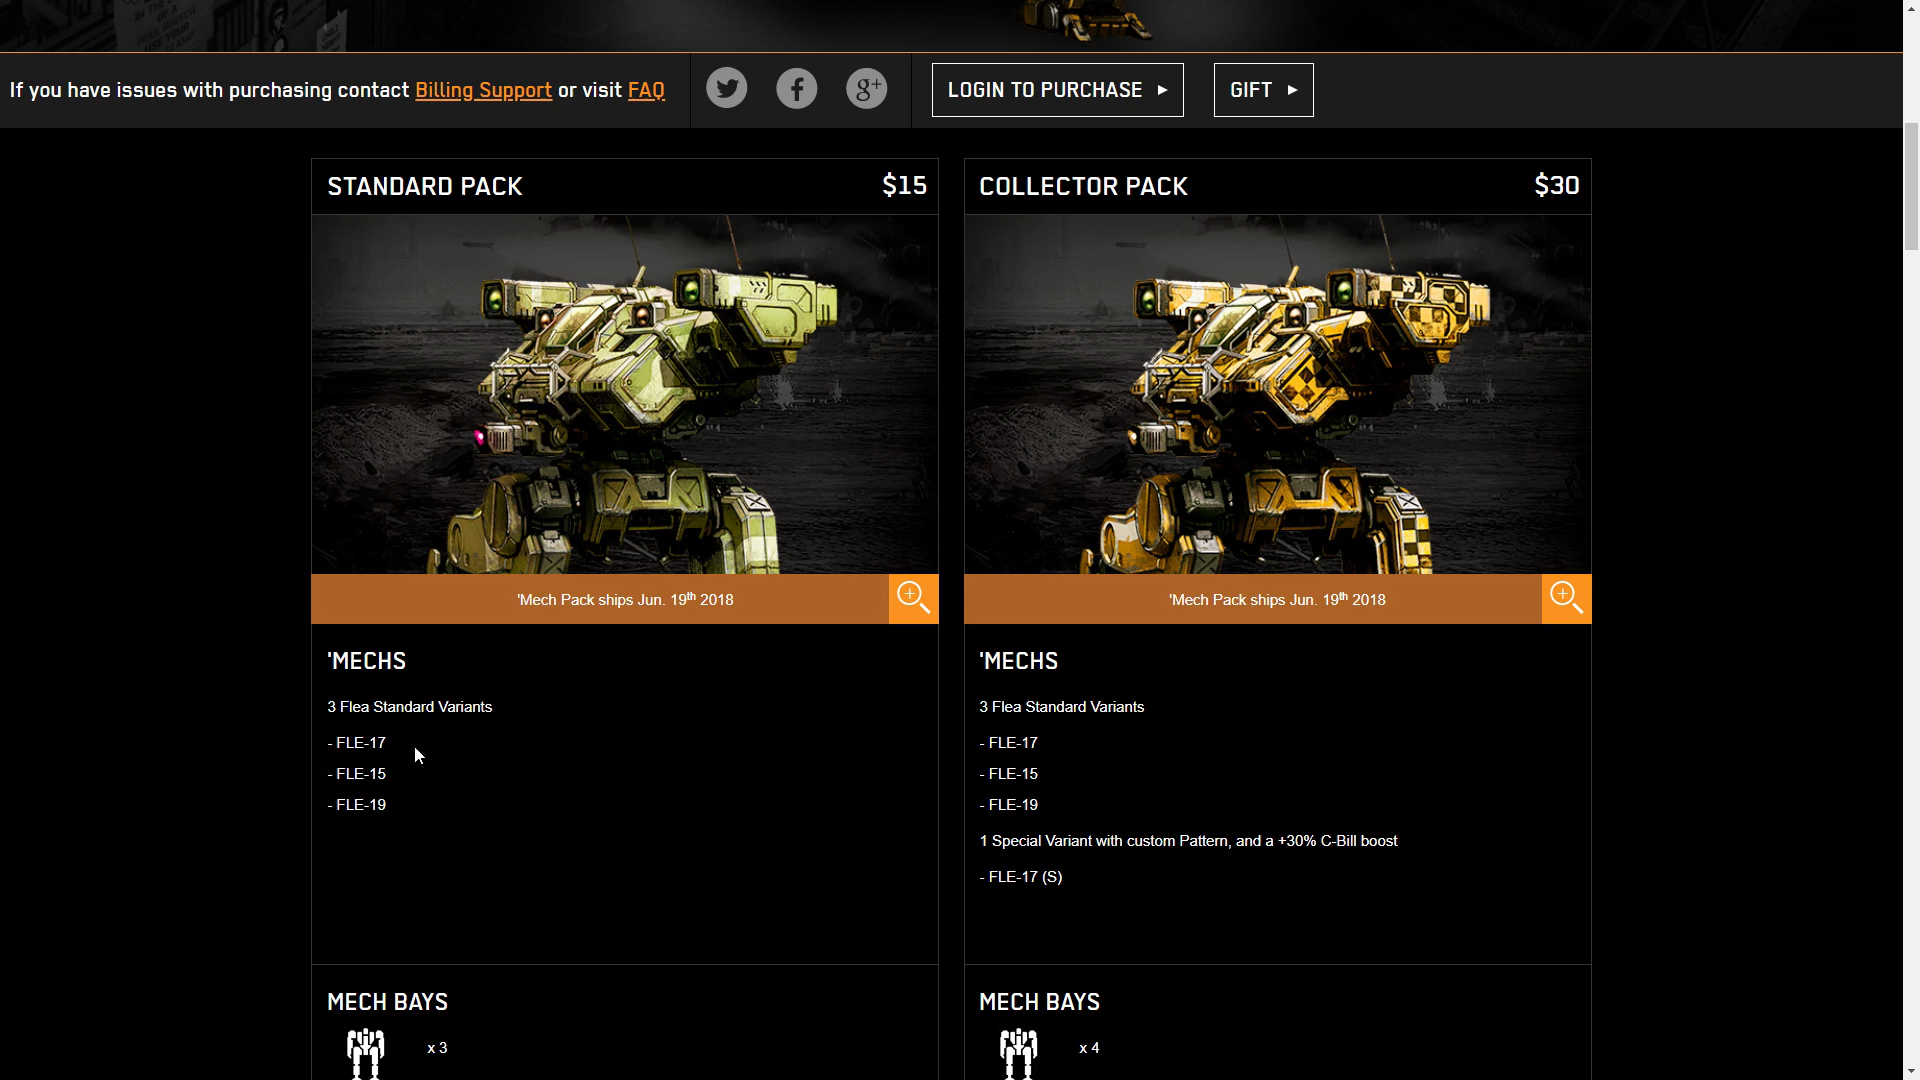 If you have issues with purchasing contact Billing Support or visit FAQ
g+
LOGIN TO PURCHASE ►
GIFT ►
STANDARD PACK $15
'Mech Pack ships Jun. 19th 2018
'MECHS
3 Flea Standard Variants
- FLE-17
- FLE-15
- FLE-19
MECH BAYS
x 3
COLLECTOR PACK $30
'Mech Pack ships Jun. 19th 2018
'MECHS
3 Flea Standard Variants
- FLE-17
- FLE-15
- FLE-19
1 Special Variant with custom Pattern, and a +30% C-Bill boost
- FLE-17 (S)
MECH BAYS
x 4